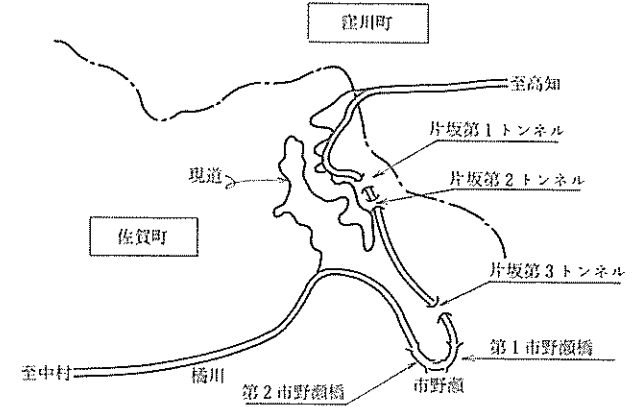 窪川町
至高知
片坂第1トンネル
現道
片坂第2トンネル
佐賀町
片坂第3トンネル
第1市野瀬橋
至中村
橘川
第2市野瀬橋
市野瀬